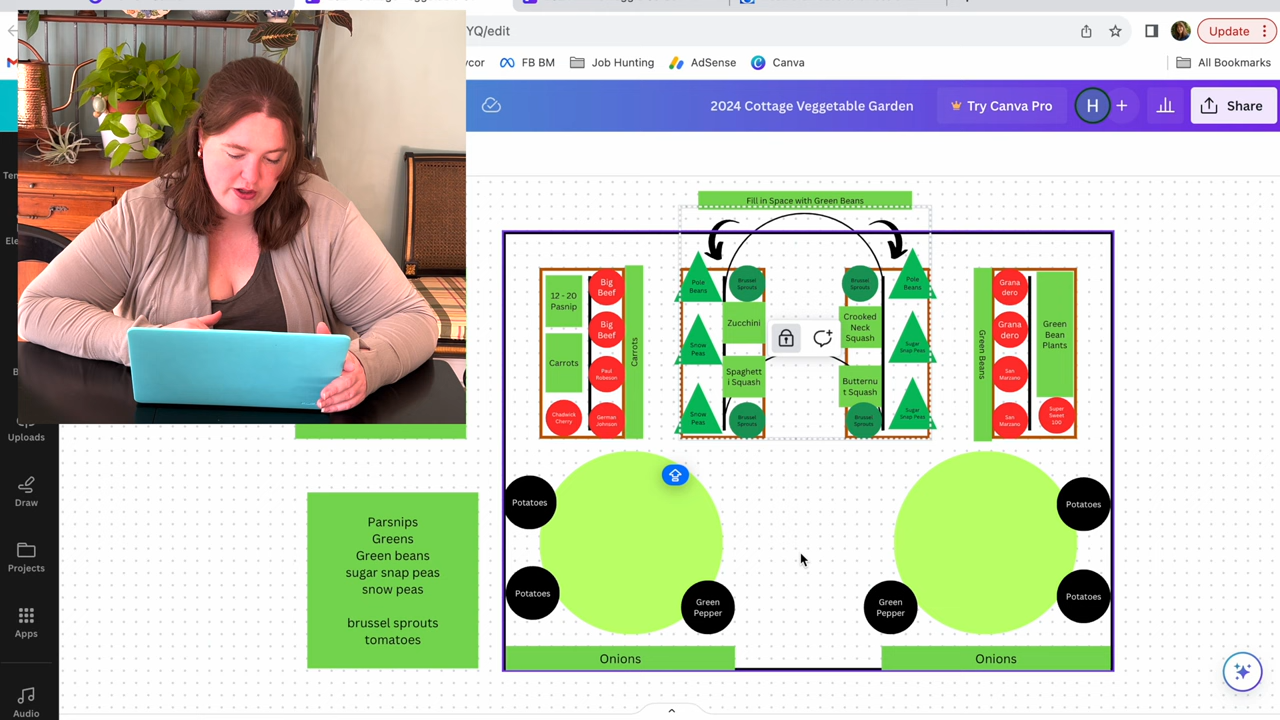 YQ/edit
Update
ycor
FB BM
Job Hunting
AdSense
Canva
All Bookmarks
2024 Cottage Veggetable Garden
Try Canva Pro
H
Share
Uploads
Draw
Projects
Apps
Audio
Fill in Space with Green Beans
12 - 20
Pasnip
Carrots
Chadwick
Cherry
Big
Beef
Big
Beef
Paul
Robeson
German
Johnson
Carrots
Pole
Beans
Snow
Peas
Snow
Peas
Brussel
Sprouts
Zucchini
Spaghett
i Squash
Brussel
Sprouts
Brussel
Sprouts
Crooked
Neck
Squash
Butternu
t Squash
Brussel
Sprouts
Pole
Beans
Sugar
Snap Peas
Sugar
Snap Peas
Green Beans
Grana
dero
Grana
dero
San
Marzano
San
Marzano
Green
Bean
Plants
Super
Sweet
100
Potatoes
Potatoes
Green
Pepper
Green
Pepper
Potatoes
Potatoes
Onions
Onions
Parsnips
Greens
Green beans
sugar snap peas
snow peas
brussel sprouts
tomatoes